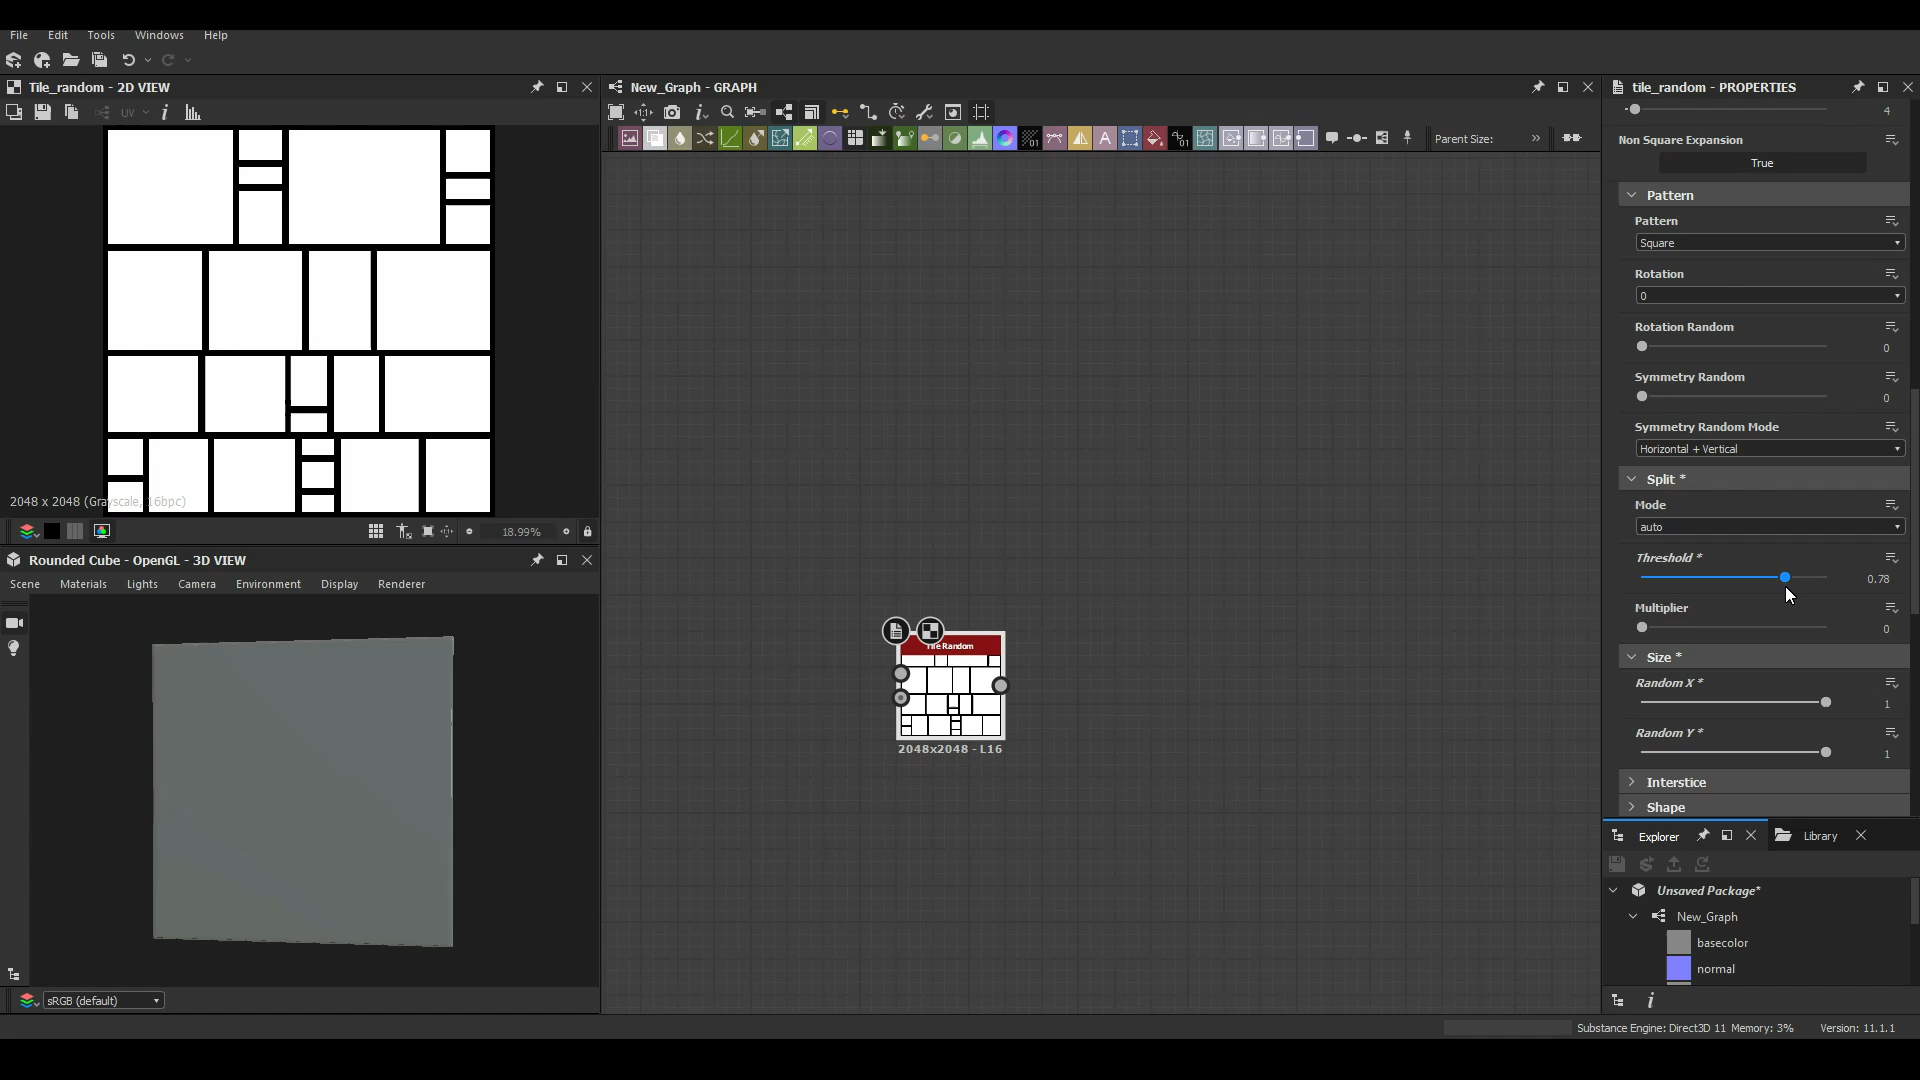 File Edit Tools Windows Help
Tile_random - 2D VIEW
UV
2048 x 2048 (Grayscale, 16bpc)
18.99%
Rounded Cube - OpenGL - 3D VIEW
Scene Materials Lights Camera Environment Display Renderer
sRGB (default)
New_Graph - GRAPH
Parent Size:
Tile Random
2048x2048 - L16
tile_random - PROPERTIES
4
Non Square Expansion
True
Pattern
Pattern
Square
Rotation
0
Rotation Random
0
Symmetry Random
0
Symmetry Random Mode
Horizontal + Vertical
Split *
Mode
auto
Threshold *
0.78
Multiplier
0
Size *
Random X *
1
Random Y *
1
Interstice
Shape
Explorer Library
Unsaved Package*
New_Graph
basecolor
normal
Substance Engine: Direct3D 11 Memory: 3% Version: 11.1.1